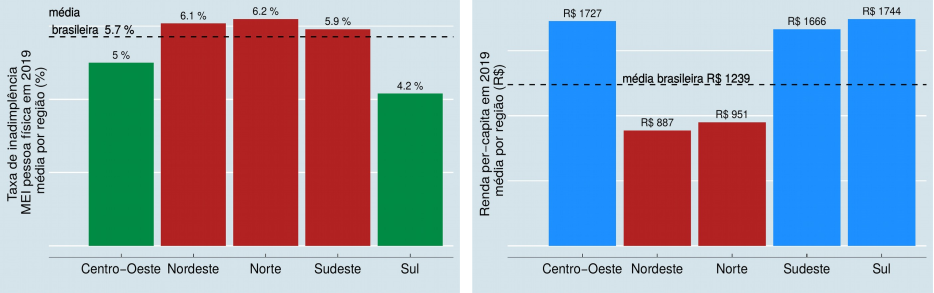 média
brasileira 5.7 %
5 %
6.1 %
6.2 %
5.9 %
4.2 %
Taxa de inadimplência
MEI pessoa física em 2019
média por região (%)
Centro-Oeste
Nordeste
Norte
Sudeste
Sul
R$ 1727
R$ 887
R$ 951
R$ 1666
R$ 1744
média brasileira R$ 1239
Renda per-capita em 2019
média por região (R$)
Centro-Oeste
Nordeste
Norte
Sudeste
Sul